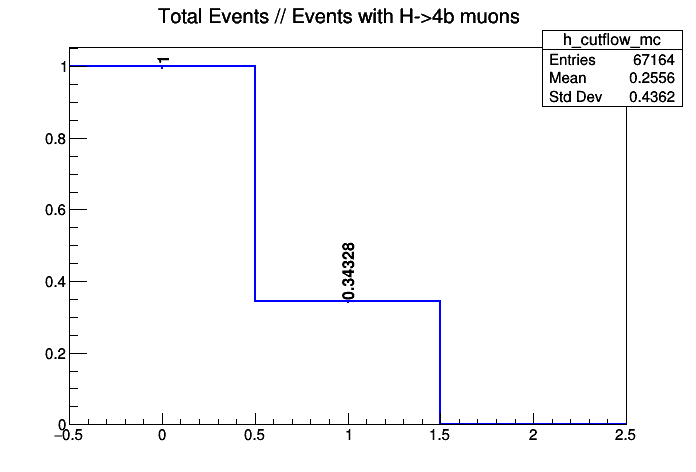 Total Events // Events with H->4b muons
h_cutflow_mc
Entries 67164
Mean 0.2556
Std Dev 0.4362
1
0.8
0.6
0.4
0.2
0
1
0.34328
−0.5 0 0.5 1 1.5 2 2.5